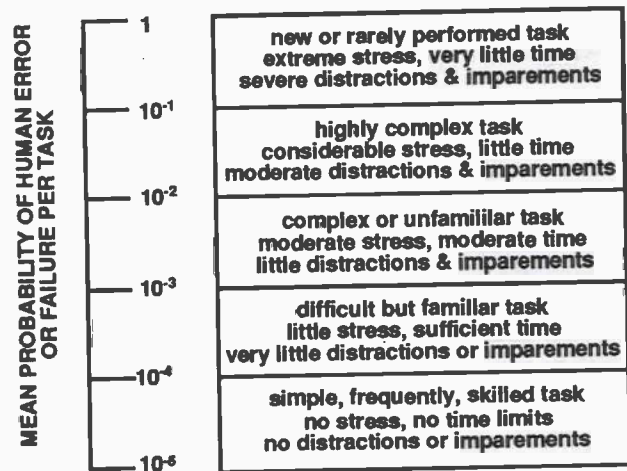 MEAN PROBABILITY OF HUMAN ERROR
OR FAILURE PER TASK
1
new or rarely performed task
extreme stress, very little time
severe distractions & imparements
10-1
highly complex task
considerable stress, little time
moderate distractions & imparements
10-2
complex or unfamililar task
moderate stress, moderate time
little distractions & imparements
10-3
difficult but familiar task
little stress, sufficient time
very little distractions or imparements
10-4
simple, frequently, skilled task
no stress, no time limits
no distractions or imparements
10-5